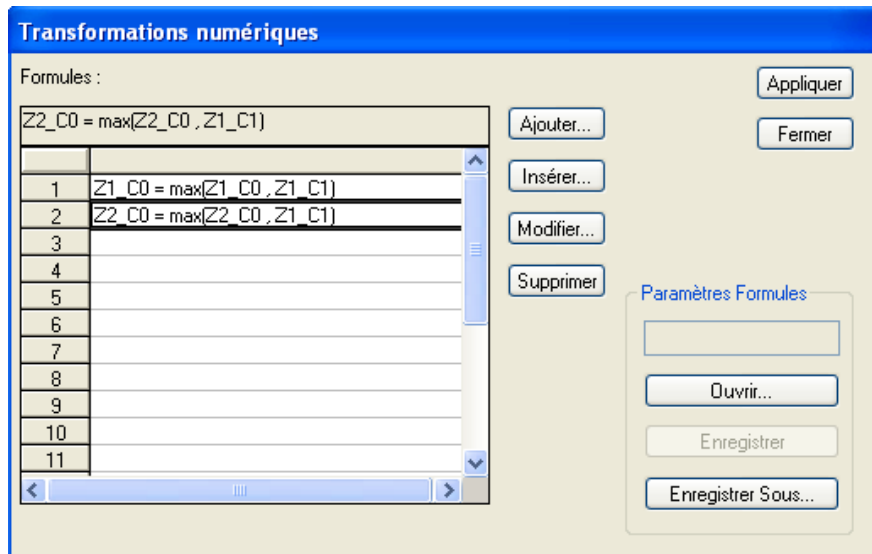 Transformations numériques
Formules :
Appliquer
Z2_C0 = max(Z2_C0 , Z1_C1)
Ajouter...
Fermer
1 Z1_C0 = max(Z1_C0 , Z1_C1)
Insérer...
2 Z2_C0 = max(Z2_C0 , Z1_C1)
Modifier...
3
4
Supprimer
5
Paramètres Formules
6
7
8
Ouvrir...
9
10
Enregistrer
11
Enregistrer Sous...